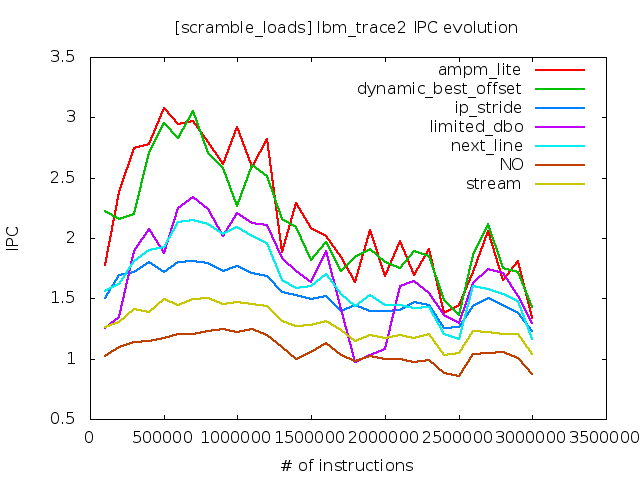 [scramble_loads] lbm_trace2 IPC evolution
3.5
3
2.5
2
1.5
1
0.5
IPC
ampm_lite
dynamic_best_offset
ip_stride
limited_dbo
next_line
NO
stream
0 500000 1000000 1500000 2000000 2500000 3000000 3500000
# of instructions